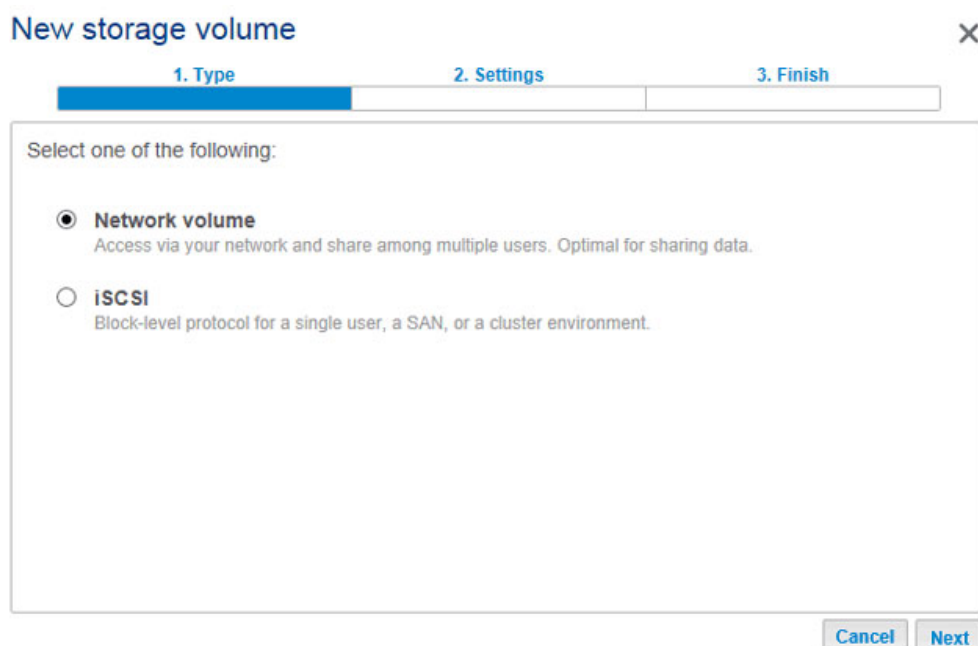 New storage volume
1. Type 2. Settings 3. Finish
Select one of the following:
Network volume
Access via your network and share among multiple users. Optimal for sharing data.
iSCSI
Block-level protocol for a single user, a SAN, or a cluster environment.
Cancel Next